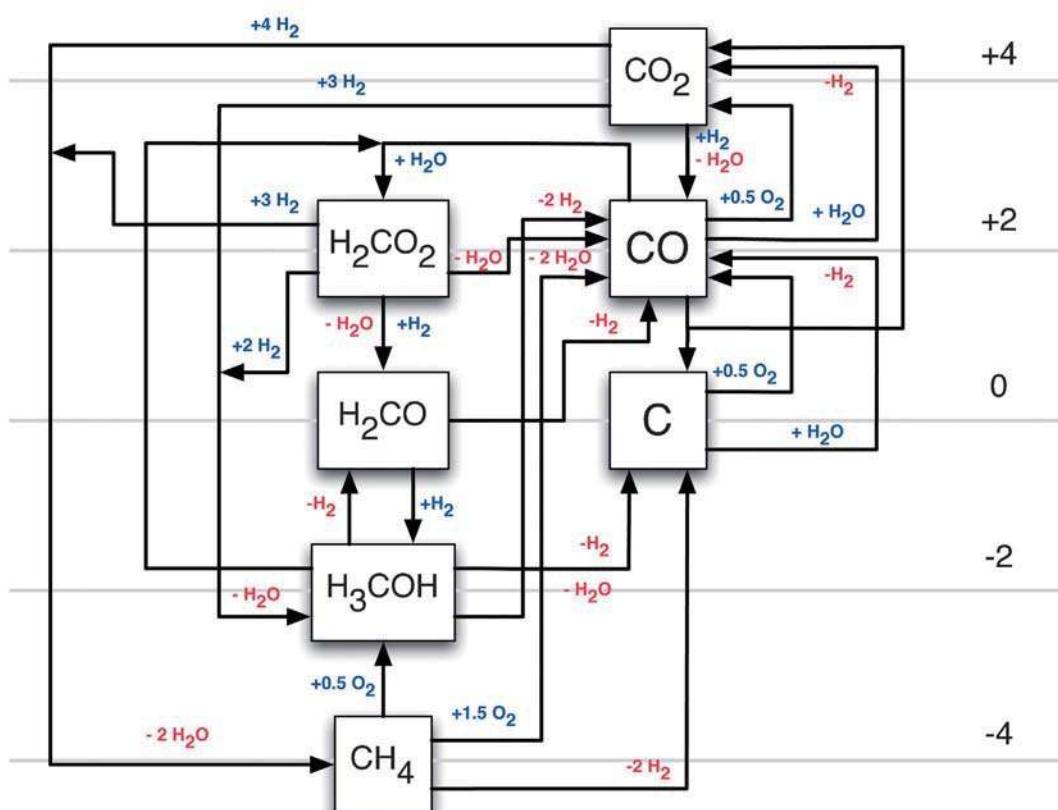 +4 H2
+4
CO2
-H2
+3 H2
+H2
- H2O
+ H2O
+3 H2
-2 H2
+0.5 O2
+ H2O
+2
H2CO2
CO
- H2O
- 2 H2O
-H2
- H2O
+H2
-H2
+2 H2
+0.5 O2
0
H2CO
C
+ H2O
-H2
+H2
-H2
-2
H3COH
- H2O
- H2O
+0.5 O2
+1.5 O2
- 2 H2O
-4
CH4
-2 H2